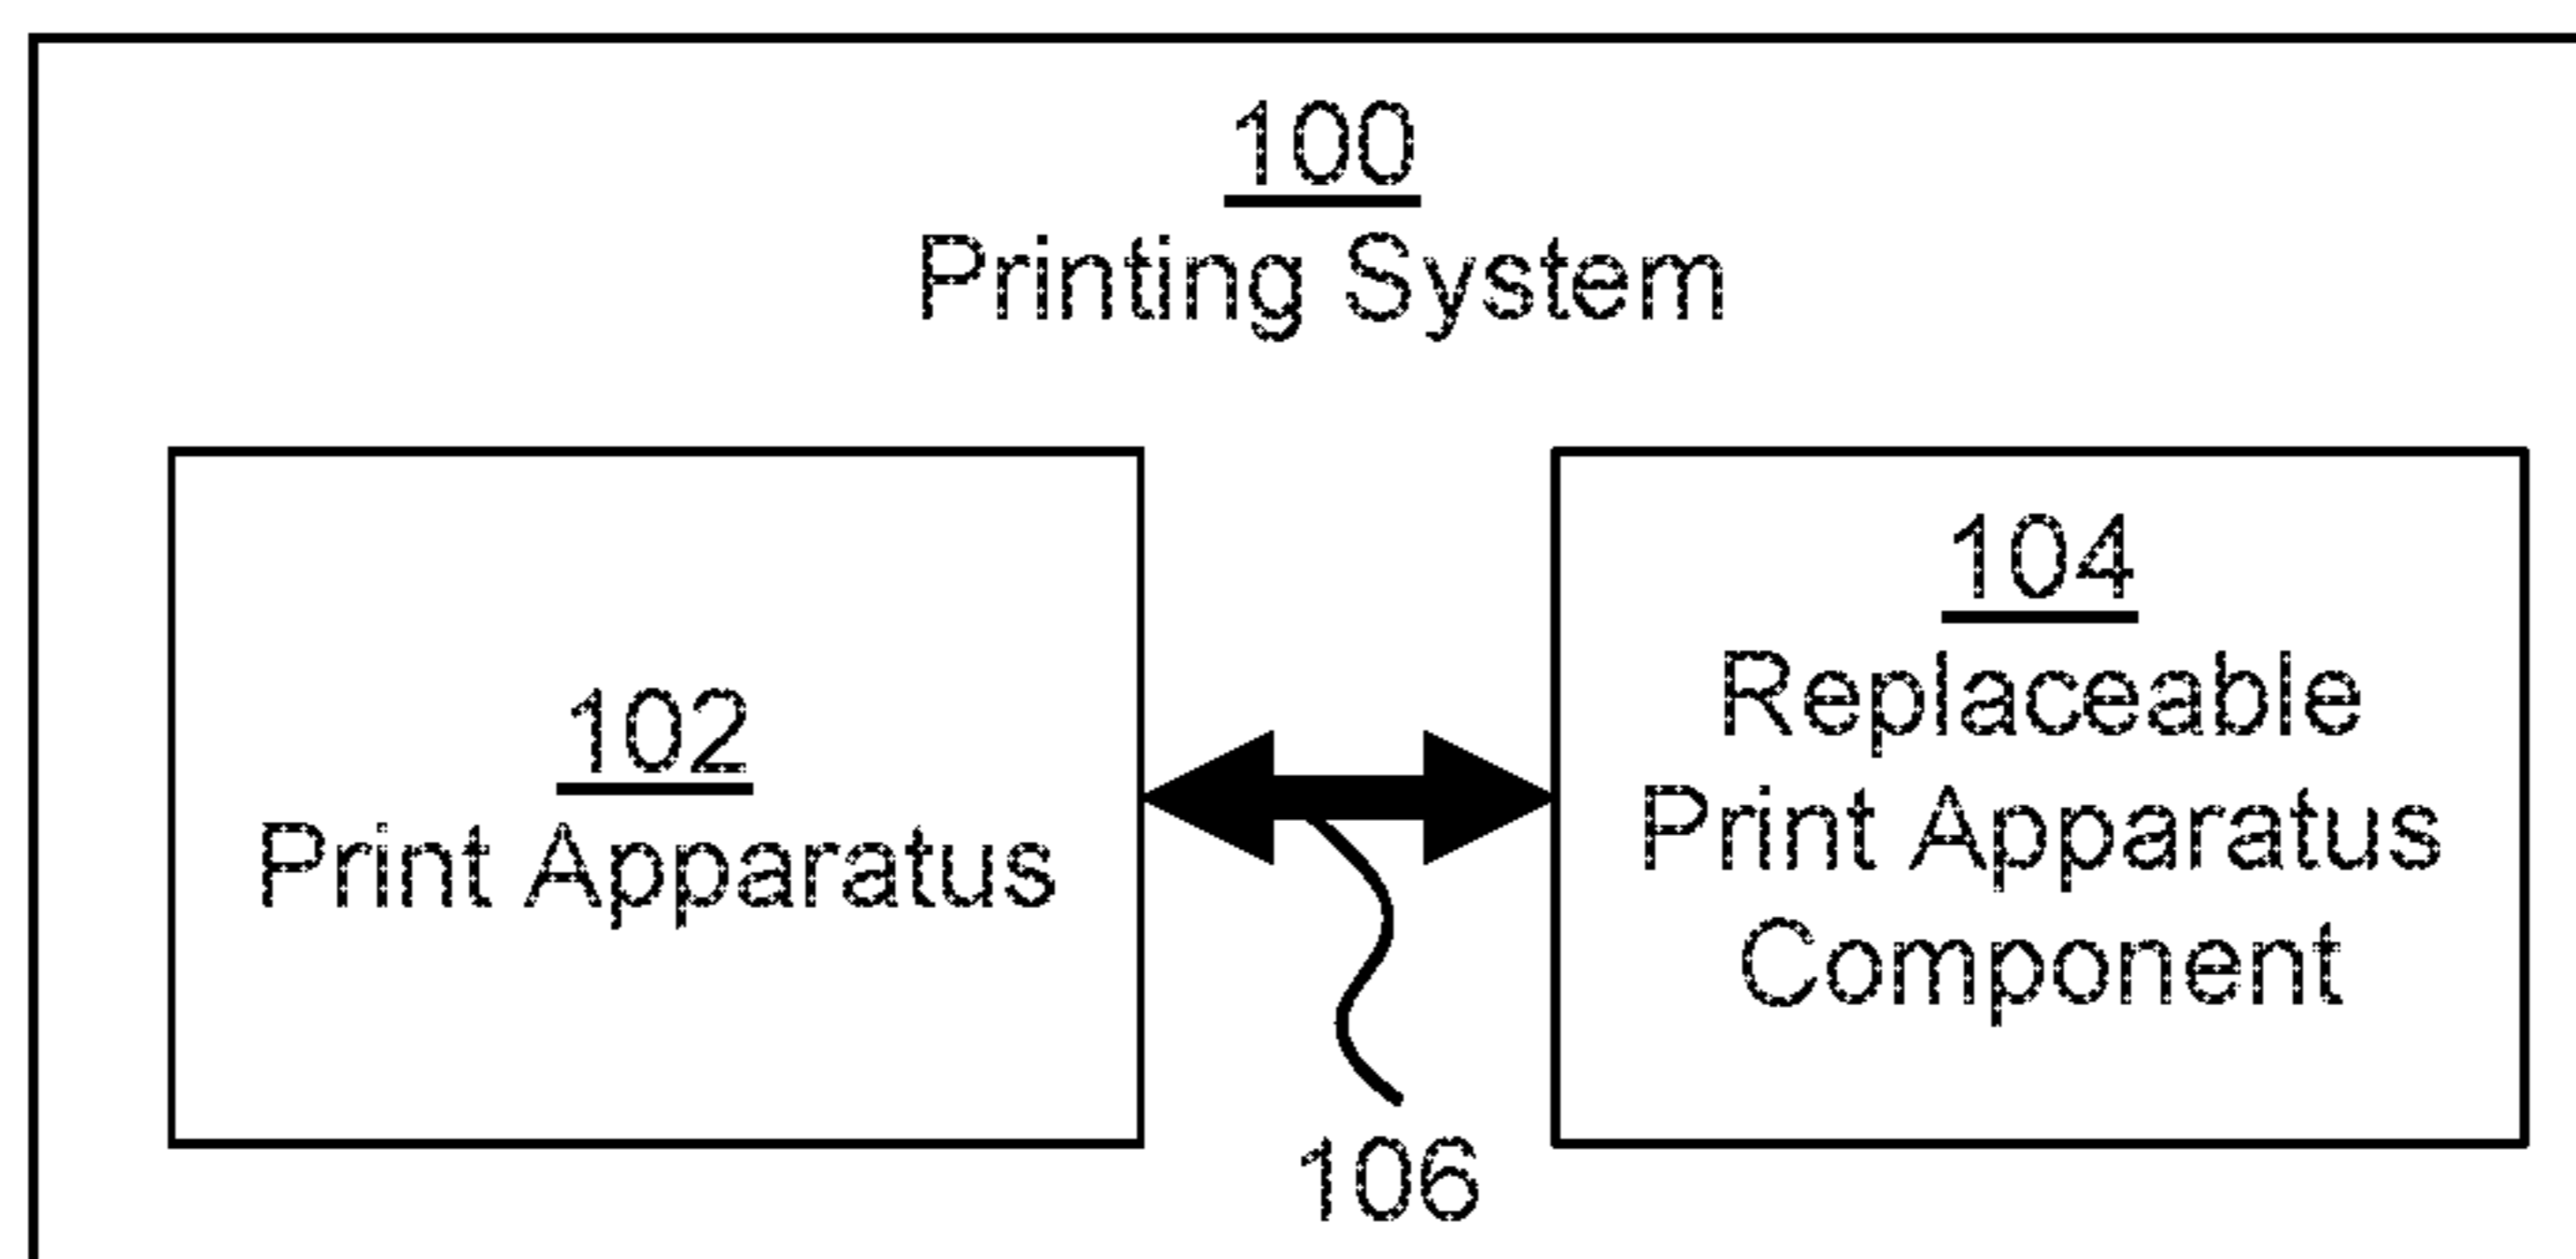 100
Printing System
102
Print Apparatus
104
Replaceable
Print Apparatus
Component
106